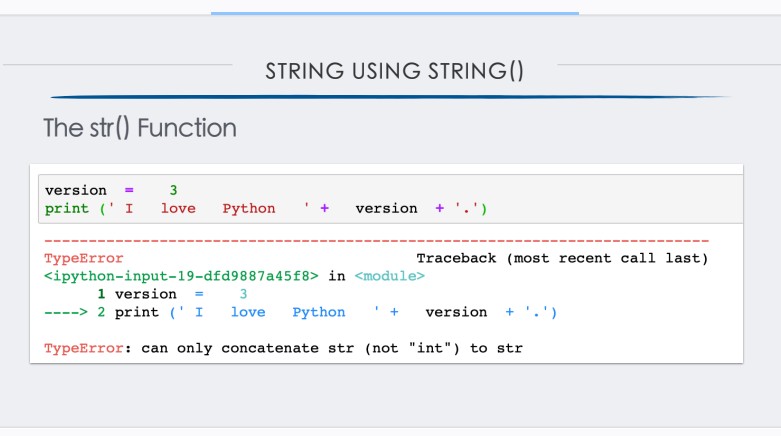 STRING USING STRING()
The str() Function
version = 3
print (' I love Python ' + version + '.')
-----------------------------------------------------------------------
TypeError Traceback (most recent call last)
<ipython-input-19-dfd9887a45f8> in <module>
1 version = 3
----> 2 print (' I love Python ' + version + '.')
TypeError: can only concatenate str (not "int") to str